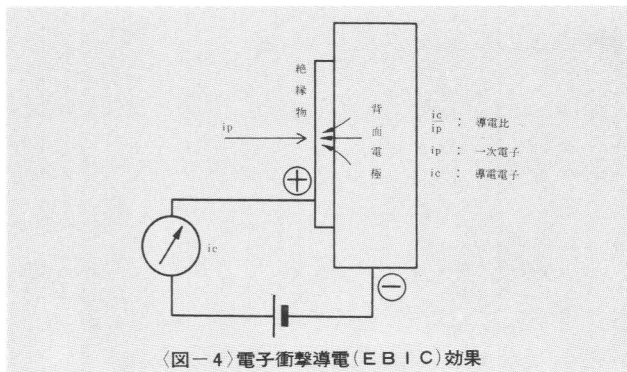 絶縁物
背面電極
ip
⊕
ic
⊖
ic/ip : 導電比
ip : 一次電子
ic : 導電電子
〈図－4〉電子衝撃導電(EBIC)効果